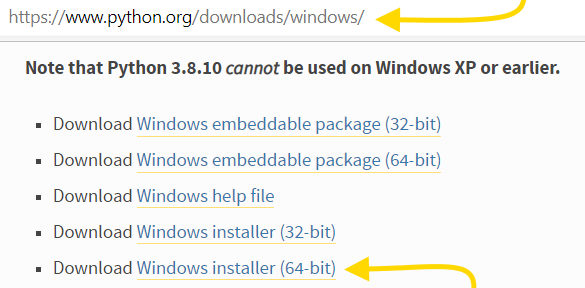 https://www.python.org/downloads/windows/
Note that Python 3.8.10 cannot be used on Windows XP or earlier.
Download Windows embeddable package (32-bit)
Download Windows embeddable package (64-bit)
Download Windows help file
Download Windows installer (32-bit)
Download Windows installer (64-bit)